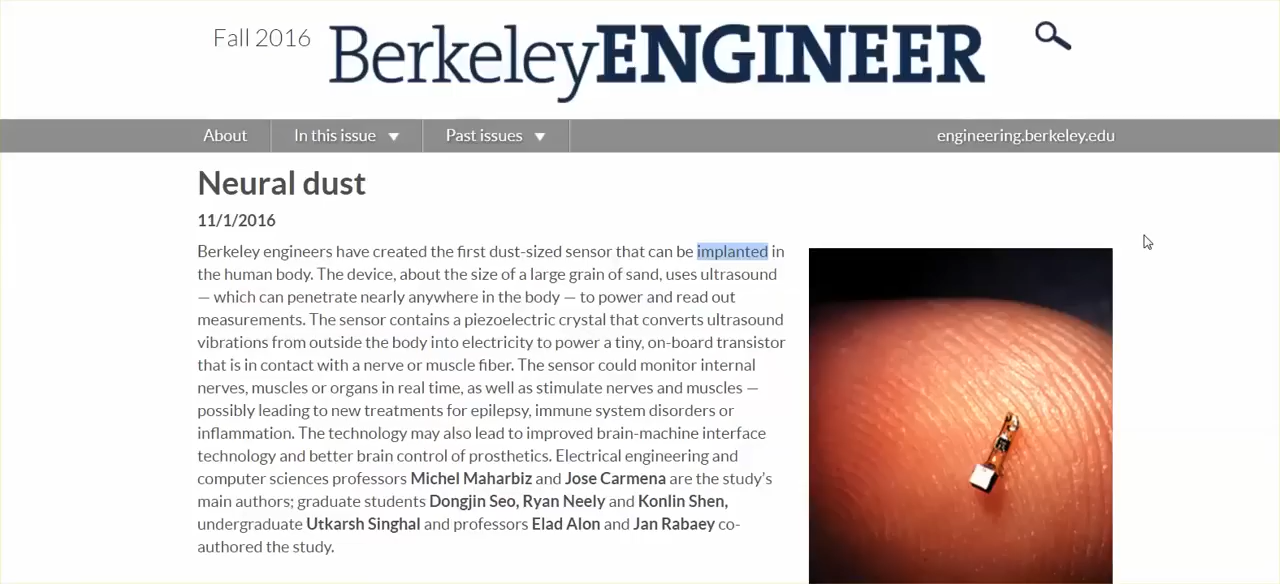 Fall 2016
BerkeleyENGINEER
About
In this issue
Past issues
engineering.berkeley.edu
Neural dust
11/1/2016
Berkeley engineers have created the first dust-sized sensor that can be implanted in
the human body. The device, about the size of a large grain of sand, uses ultrasound
— which can penetrate nearly anywhere in the body — to power and read out
measurements. The sensor contains a piezoelectric crystal that converts ultrasound
vibrations from outside the body into electricity to power a tiny, on-board transistor
that is in contact with a nerve or muscle fiber. The sensor could monitor internal
nerves, muscles or organs in real time, as well as stimulate nerves and muscles —
possibly leading to new treatments for epilepsy, immune system disorders or
inflammation. The technology may also lead to improved brain-machine interface
technology and better brain control of prosthetics. Electrical engineering and
computer sciences professors Michel Maharbiz and Jose Carmena are the study's
main authors; graduate students Dongjin Seo, Ryan Neely and Konlin Shen,
undergraduate Utkarsh Singhal and professors Elad Alon and Jan Rabaey co-
authored the study.